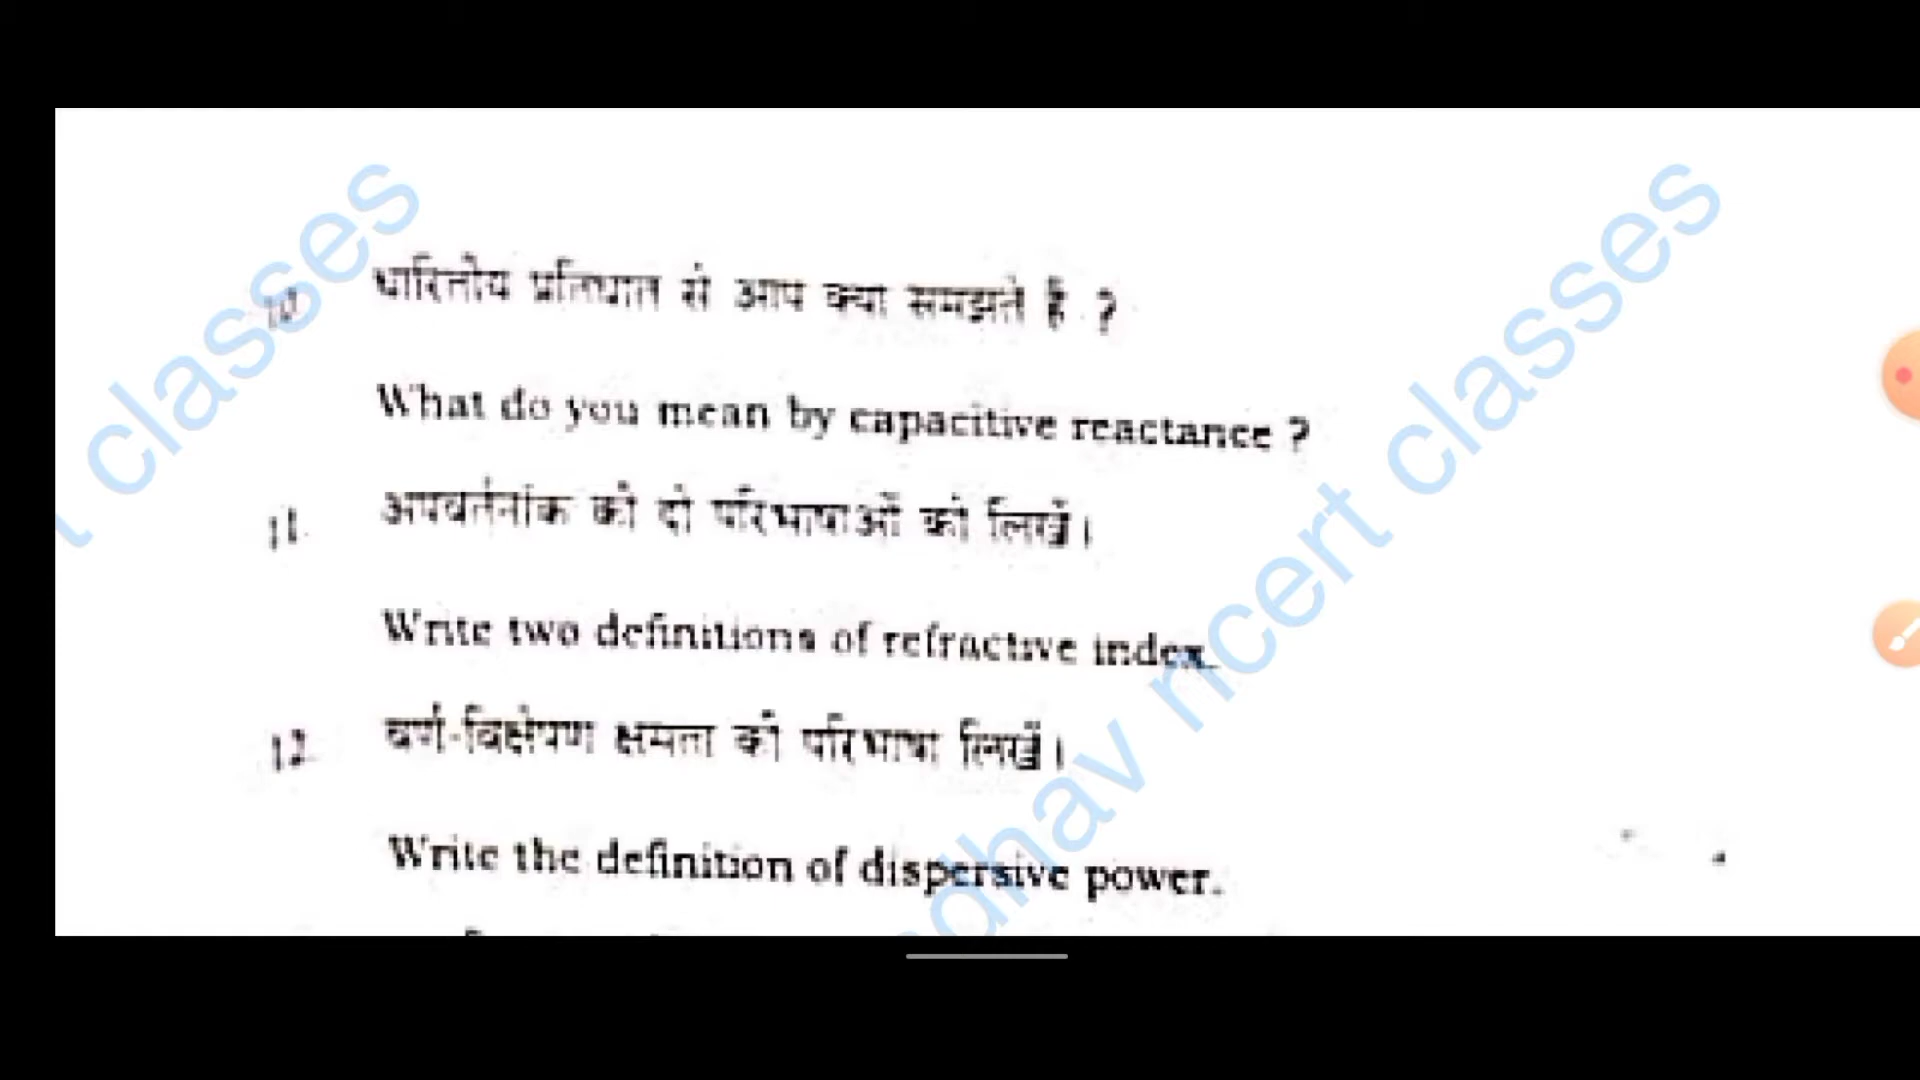 10. धारितीय प्रतिघात से आप क्या समझते हैं ?
What do you mean by capacitive reactance ?
11. अपवर्तनांक की दो परिभाषाओं को लिखें।
Write two definitions of refractive index.
12. वर्ण-विक्षेपण क्षमता की परिभाषा लिखें।
Write the definition of dispersive power.
classes
dhav ncert classes